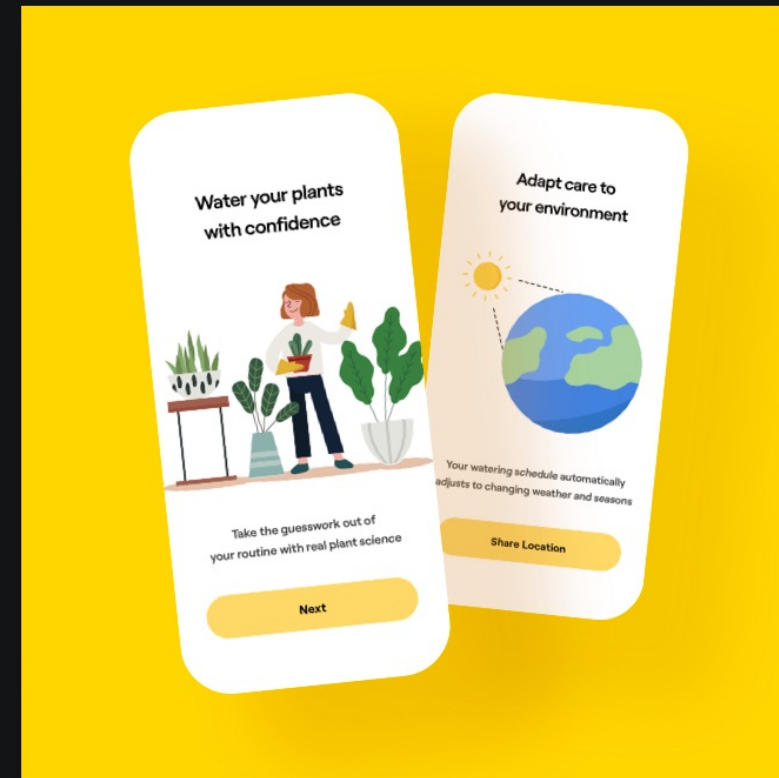 Water your plants
with confidence
Take the guesswork out of
your routine with real plant science
Next
Adapt care to
your environment
Your watering schedule automatically
adjusts to changing weather and seasons
Share Location